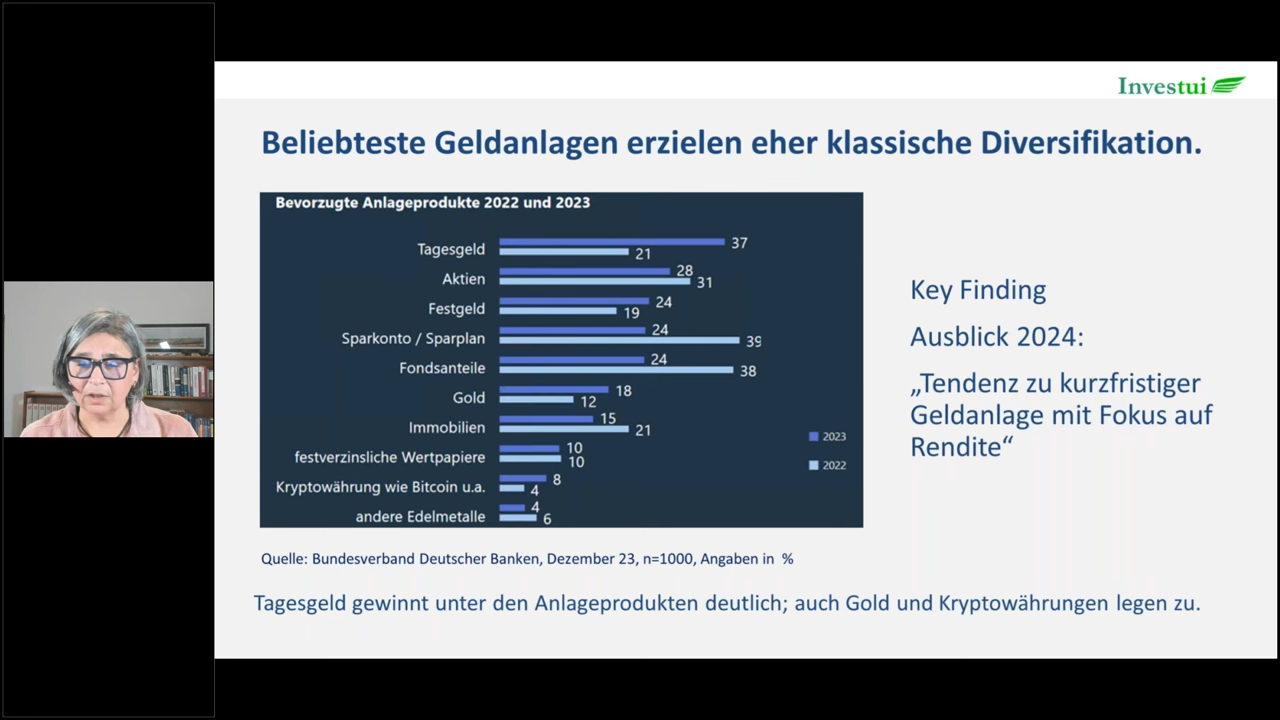 Investui
Beliebteste Geldanlagen erzielen eher klassische Diversifikation.
Bevorzugte Anlageprodukte 2022 und 2023
Tagesgeld 37
21
Aktien 28
31
Festgeld 24
19
Sparkonto / Sparplan 24
39
Fondsanteile 24
38
Gold 18
12
Immobilien 15
21
festverzinsliche Wertpapiere 10
10
Kryptowährung wie Bitcoin u.a. 8
4
andere Edelmetalle 4
6
2023
2022
Key Finding
Ausblick 2024:
„Tendenz zu kurzfristiger
Geldanlage mit Fokus auf
Rendite“
Quelle: Bundesverband Deutscher Banken, Dezember 23, n=1000, Angaben in %
Tagesgeld gewinnt unter den Anlageprodukten deutlich; auch Gold und Kryptowährungen legen zu.